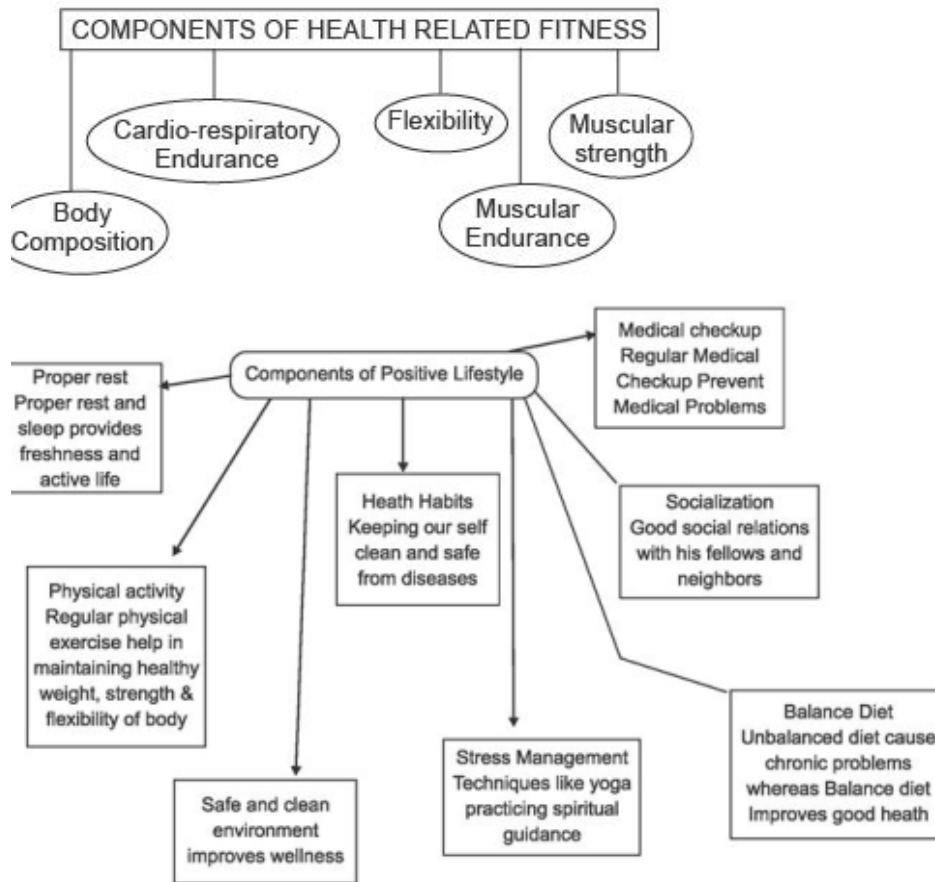 COMPONENTS OF HEALTH RELATED FITNESS
Cardio-respiratory
Endurance
Flexibility
Muscular
strength
Body
Composition
Muscular
Endurance
Components of Positive Lifestyle
Medical checkup
Regular Medical
Checkup Prevent
Medical Problems
Proper rest
Proper rest and
sleep provides
freshness and
active life
Heath Habits
Keeping our self
clean and safe
from diseases
Socialization
Good social relations
with his fellows and
neighbors
Physical activity
Regular physical
exercise help in
maintaining healthy
weight, strength &
flexibility of body
Safe and clean
environment
improves wellness
Stress Management
Techniques like yoga
practicing spiritual
guidance
Balance Diet
Unbalanced diet cause
chronic problems
whereas Balance diet
Improves good heath